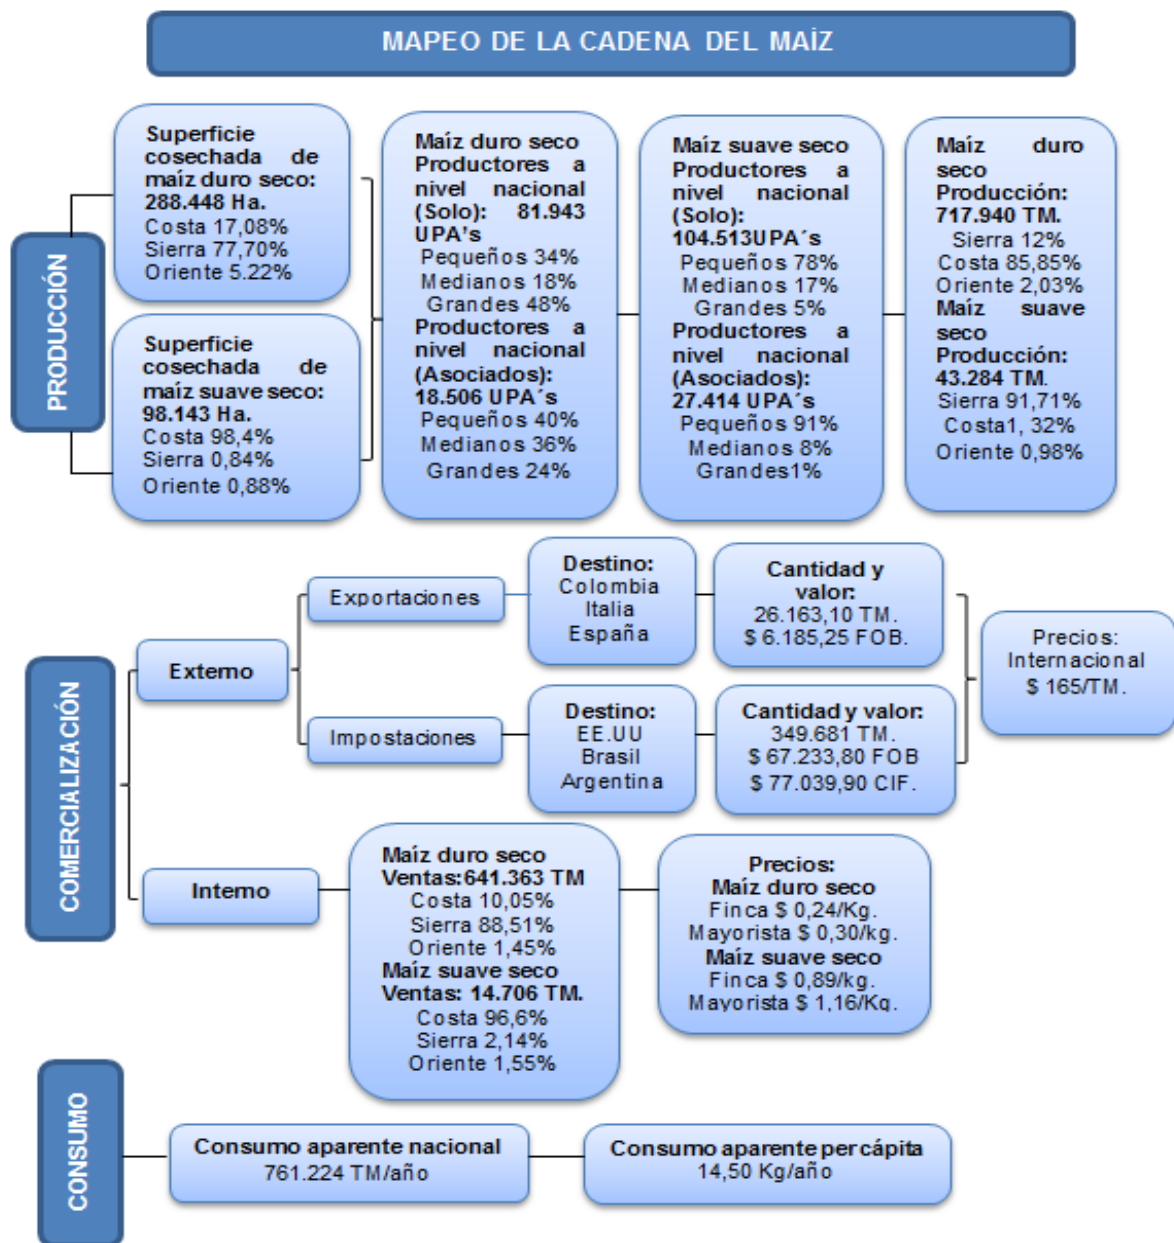 MAPEO DE LA CADENA DEL MAÍZ
PRODUCCIÓN
Superficie
cosechada de
maíz duro seco:
288.448 Ha.
Costa 17,08%
Sierra 77,70%
Oriente 5.22%
Superficie
cosechada de
maíz suave seco:
98.143 Ha.
Costa 98,4%
Sierra 0,84%
Oriente 0,88%
Maíz duro seco
Productores a
nivel nacional
(Solo): 81.943
UPA's
Pequeños 34%
Medianos 18%
Grandes 48%
Productores a
nivel nacional
(Asociados):
18.506 UPA´s
Pequeños 40%
Medianos 36%
Grandes 24%
Maíz suave seco
Productores a
nivel nacional
(Solo):
104.513UPA´s
Pequeños 78%
Medianos 17%
Grandes 5%
Productores a
nivel nacional
(Asociados):
27.414 UPA´s
Pequeños 91%
Medianos 8%
Grandes1%
Maíz duro
seco
Producción:
717.940 TM.
Sierra 12%
Costa 85,85%
Oriente 2,03%
Maíz suave
seco
Producción:
43.284 TM.
Sierra 91,71%
Costa1, 32%
Oriente 0,98%
COMERCIALIZACIÓN
Externo
Exportaciones
Destino:
Colombia
Italia
España
Cantidad y
valor:
26.163,10 TM.
$ 6.185,25 FOB.
Impostaciones
Destino:
EE.UU
Brasil
Argentina
Cantidad y valor:
349.681 TM.
$ 67.233,80 FOB
$ 77.039,90 CIF.
Precios:
Internacional
$ 165/TM.
Interno
Maíz duro seco
Ventas:641.363 TM
Costa 10,05%
Sierra 88,51%
Oriente 1,45%
Maíz suave seco
Ventas: 14.706 TM.
Costa 96,6%
Sierra 2,14%
Oriente 1,55%
Precios:
Maíz duro seco
Finca $ 0,24/Kg.
Mayorista $ 0,30/kg.
Maíz suave seco
Finca $ 0,89/kg.
Mayorista $ 1,16/Kg.
CONSUMO
Consumo aparente nacional
761.224 TM/año
Consumo aparente per cápita
14,50 Kg/año